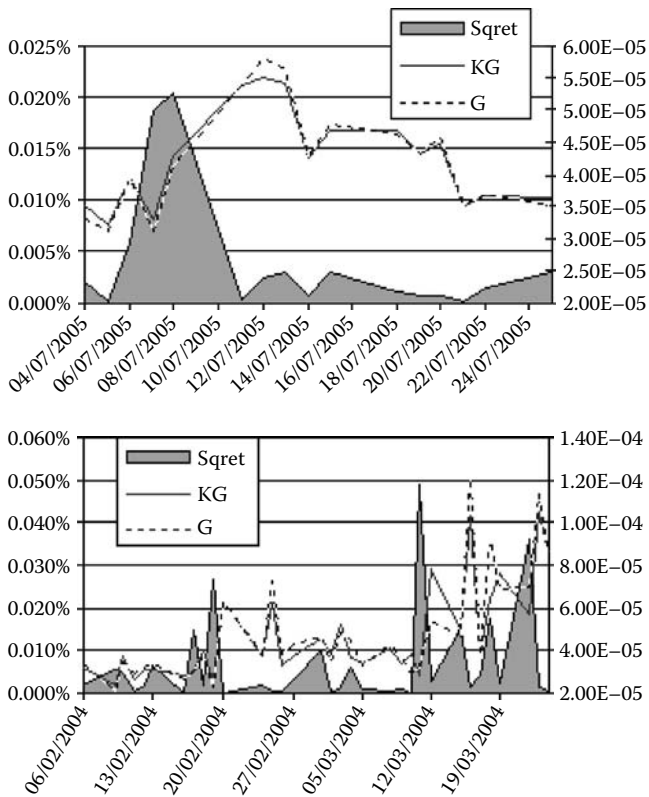 Sqret
KG
G
0.025%
0.020%
0.015%
0.010%
0.005%
0.000%
6.00E–05
5.50E–05
5.00E–05
4.50E–05
4.00E–05
3.50E–05
3.00E–05
2.50E–05
2.00E–05
04/07/2005
06/07/2005
08/07/2005
10/07/2005
12/07/2005
14/07/2005
16/07/2005
18/07/2005
20/07/2005
22/07/2005
24/07/2005
Sqret
KG
G
0.060%
0.050%
0.040%
0.030%
0.020%
0.010%
0.000%
1.40E–04
1.20E–04
1.00E–04
8.00E–05
6.00E–05
4.00E–05
2.00E–05
06/02/2004
13/02/2004
20/02/2004
27/02/2004
05/03/2004
12/03/2004
19/03/2004